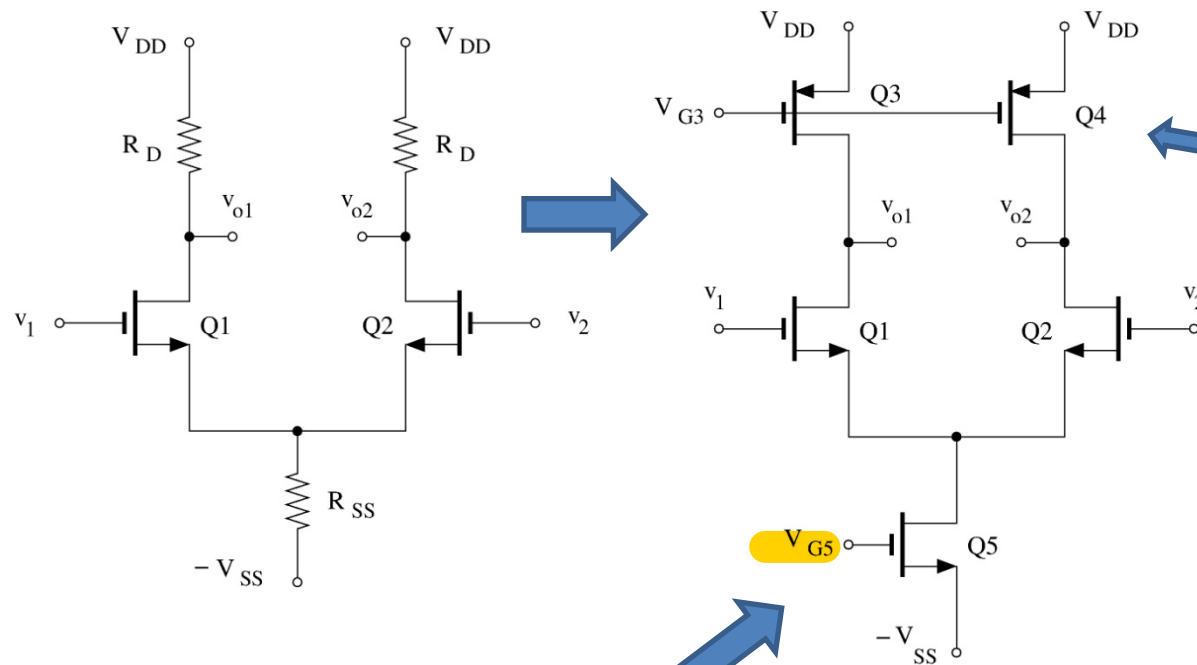 V DD
V DD
R D
R D
v o1
v o2
v 1
Q1
Q2
v 2
R SS
− V SS
V DD
V DD
V G3
Q3
Q4
v o1
v o2
v 1
Q1
Q2
v 2
V G5
Q5
− V SS